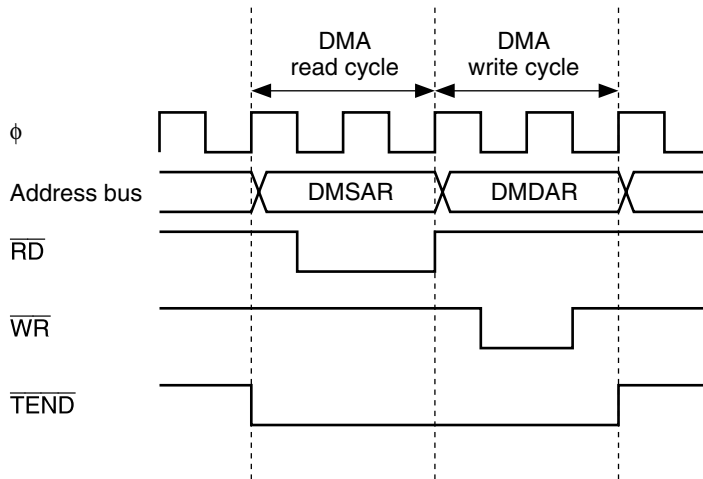 DMA
read cycle
DMA
write cycle
ϕ
Address bus
DMSAR
DMDAR
RD
WR
TEND